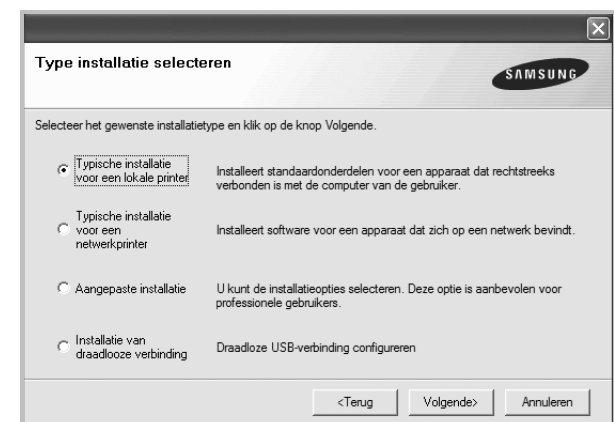 Type installatie selecteren
SAMSUNG
Selecteer het gewenste installatietype en klik op de knop Volgende.
Typische installatie
voor een lokale printer
Installeert standaardonderdelen voor een apparaat dat rechtstreeks
verbonden is met de computer van de gebruiker.
Typische installatie
voor een
netwerkprinter
Installeert software voor een apparaat dat zich op een netwerk bevindt.
Aangepaste installatie
U kunt de installatieopties selecteren. Deze optie is aanbevolen voor
professionele gebruikers.
Installatie van
draadlooze verbinding
Draadloze USB-verbinding configureren
<Terug
Volgende>
Annuleren